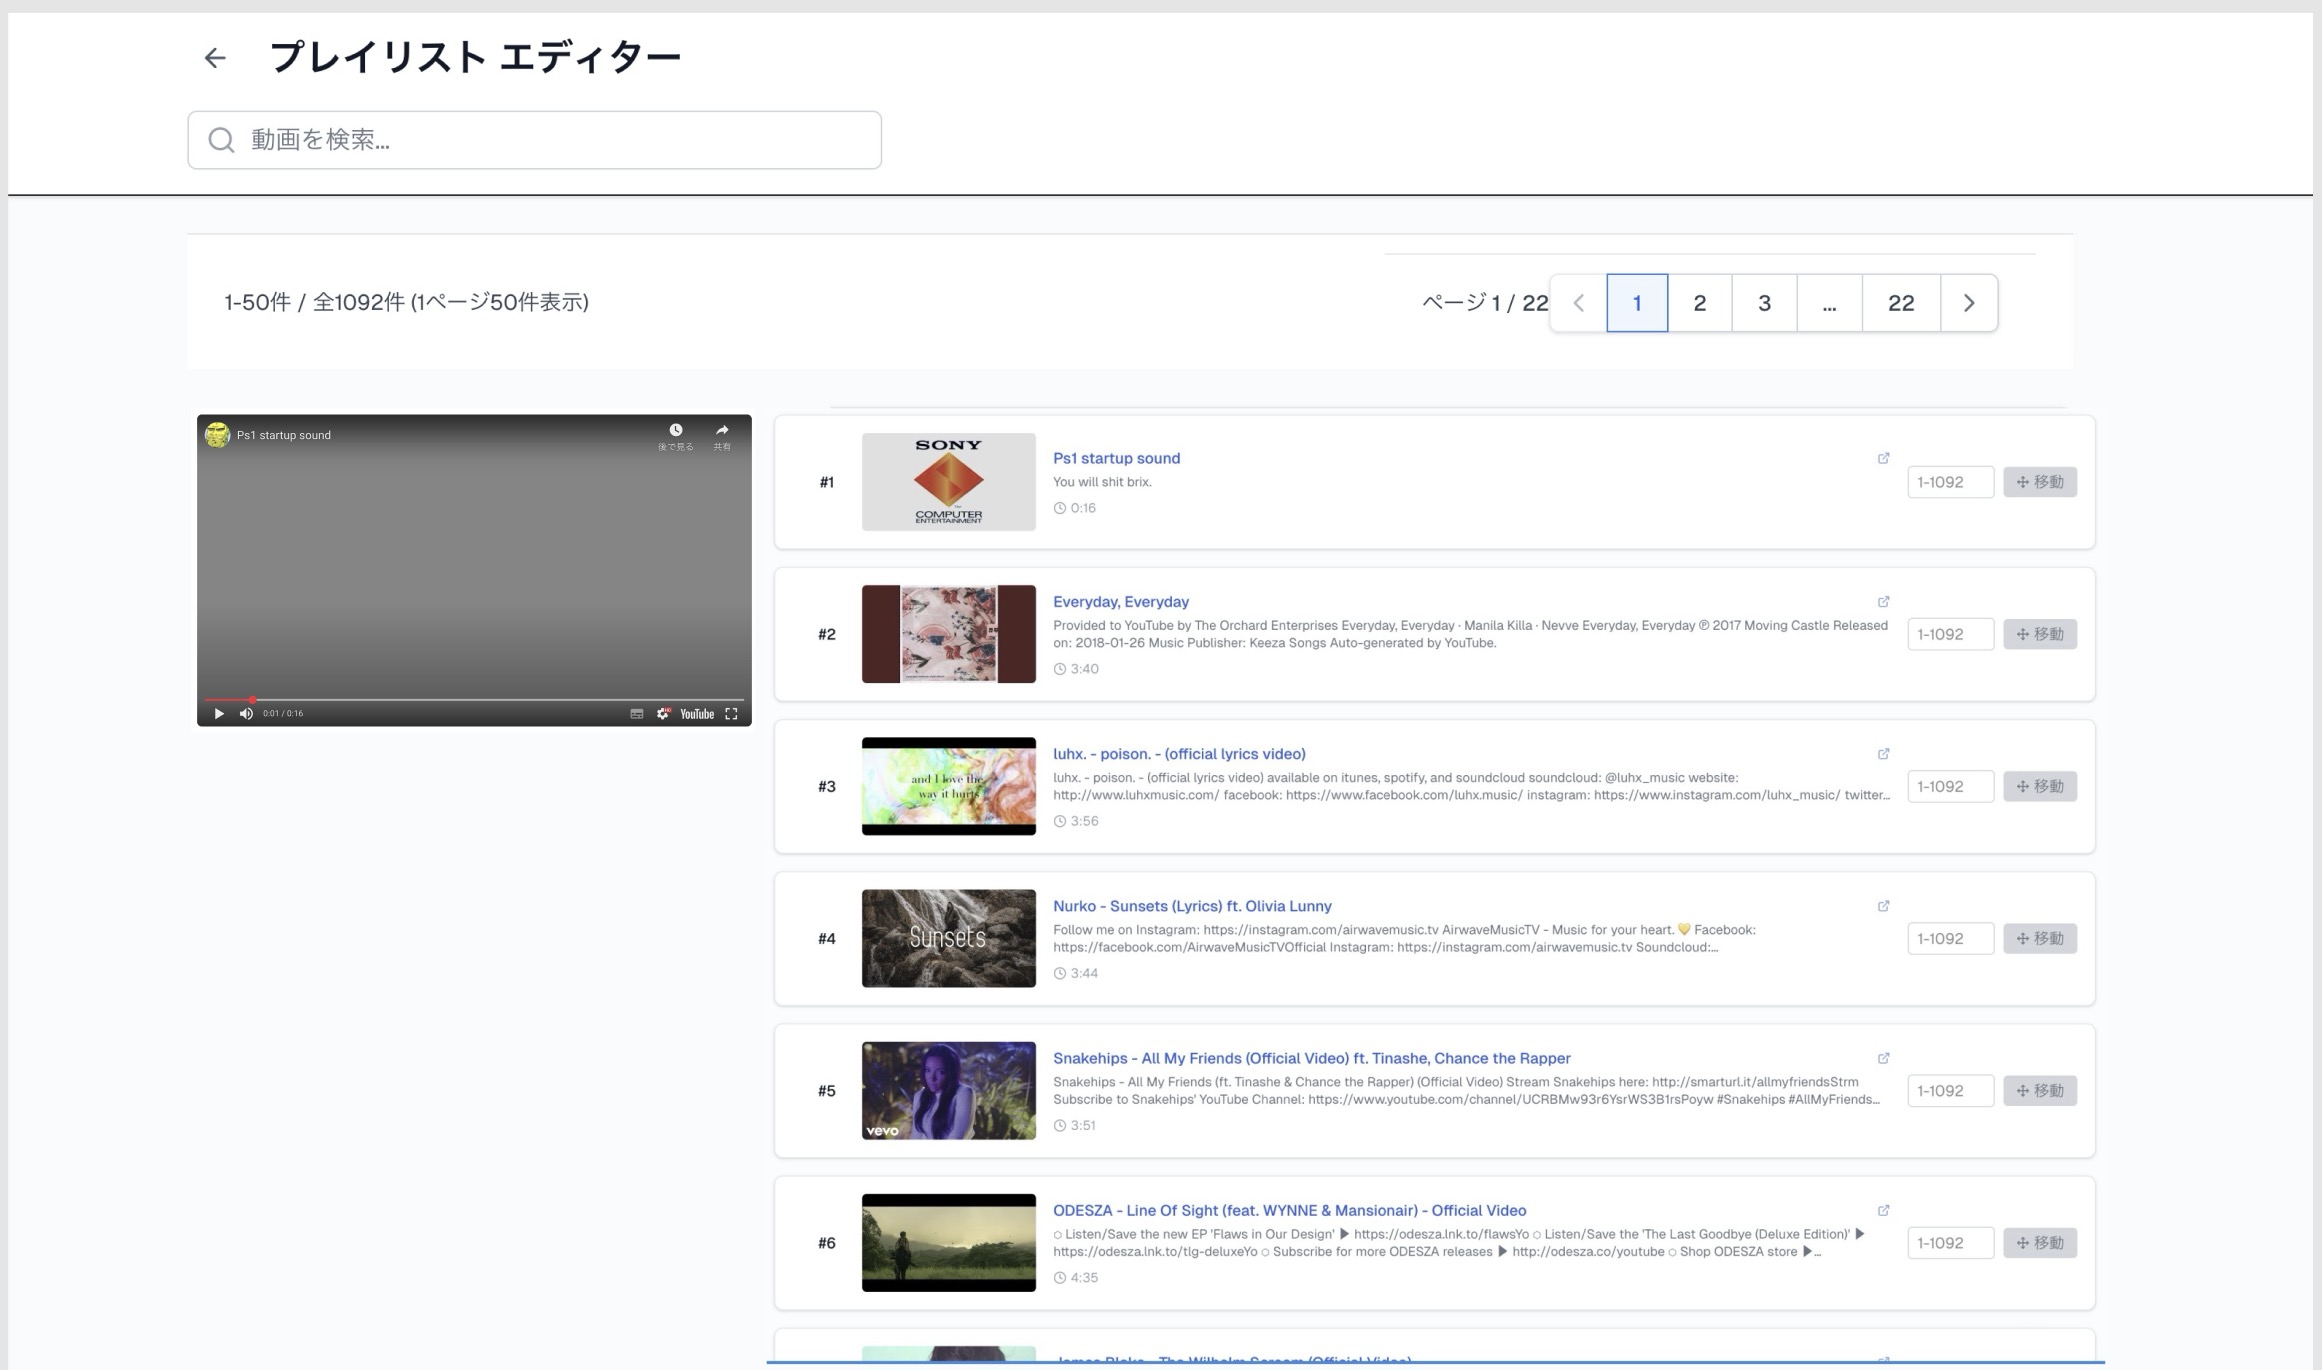 プレイリスト エディター
動画を検索...
1-50件 / 全1092件 (1ページ50件表示)
ページ 1 / 22
1
2
3
...
22
Ps1 startup sound
後で見る
共有
0:01 / 0:16
YouTube
#1
SONY
COMPUTER
ENTERTAINMENT
Ps1 startup sound
You will shit brix.
0:16
1-1092
移動
#2
Everyday, Everyday
Provided to YouTube by The Orchard Enterprises Everyday, Everyday · Manila Killa · Nevve Everyday, Everyday ℗ 2017 Moving Castle Released
on: 2018-01-26 Music Publisher: Keeza Songs Auto-generated by YouTube.
3:40
1-1092
移動
#3
and I love the
way it hurts
luhx. - poison. - (official lyrics video)
luhx. - poison. - (official lyrics video) available on itunes, spotify, and soundcloud soundcloud: @luhx_music website:
http://www.luhxmusic.com/ facebook: https://www.facebook.com/luhx.music/ instagram: https://www.instagram.com/luhx_music/ twitter...
3:56
1-1092
移動
#4
Sunsets
Nurko - Sunsets (Lyrics) ft. Olivia Lunny
Follow me on Instagram: https://instagram.com/airwavemusic.tv AirwaveMusicTV - Music for your heart. 💛 Facebook:
https://facebook.com/AirwaveMusicTVOfficial Instagram: https://instagram.com/airwavemusic.tv Soundcloud:...
3:44
1-1092
移動
#5
vevo
Snakehips - All My Friends (Official Video) ft. Tinashe, Chance the Rapper
Snakehips - All My Friends (ft. Tinashe & Chance the Rapper) (Official Video) Stream Snakehips here: http://smarturl.it/allmyfriendsStrm
Subscribe to Snakehips' YouTube Channel: https://www.youtube.com/channel/UCRBMw93r6YsrWS3B1rsPoyw #Snakehips #AllMyFriends...
3:51
1-1092
移動
#6
ODESZA - Line Of Sight (feat. WYNNE & Mansionair) - Official Video
○ Listen/Save the new EP 'Flaws in Our Design' ▶ https://odesza.lnk.to/flawsYo ○ Listen/Save the 'The Last Goodbye (Deluxe Edition)' ▶
https://odesza.lnk.to/tlg-deluxeYo ○ Subscribe for more ODESZA releases ▶ http://odesza.co/youtube ○ Shop ODESZA store ▶...
4:35
1-1092
移動
James Blake - The Wilhelm Scream (Official Video)